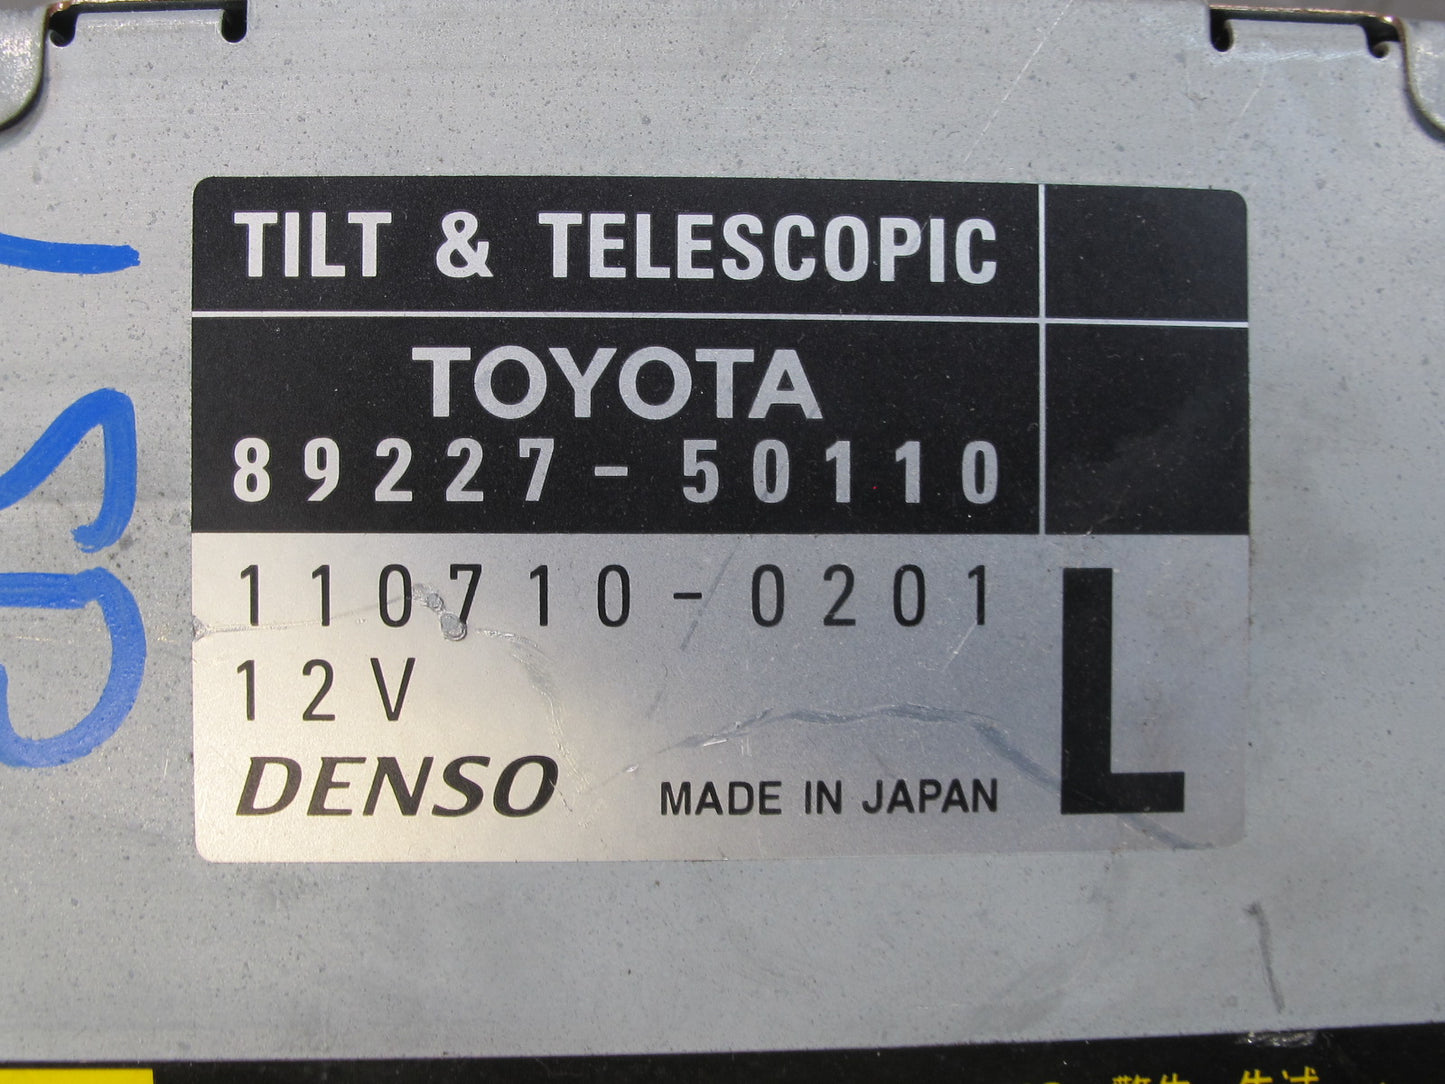 TILT & TELESCOPIC
TOYOTA
89227-50110
110710-0201
12V
DENSO
MADE IN JAPAN
L